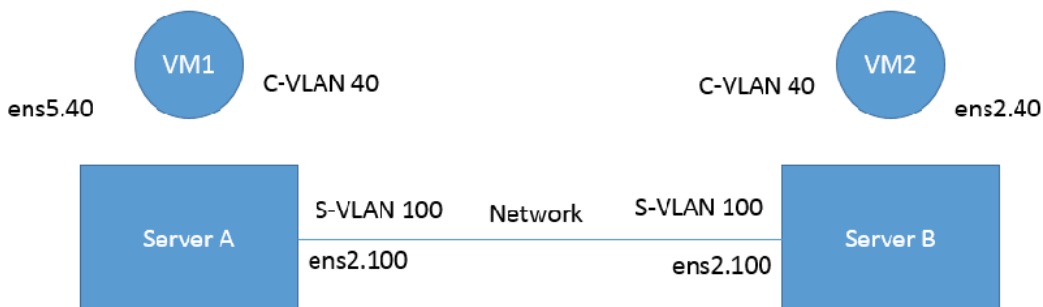 VM1
C-VLAN 40
ens5.40
VM2
C-VLAN 40
ens2.40
Server A
S-VLAN 100
ens2.100
Network
S-VLAN 100
ens2.100
Server B